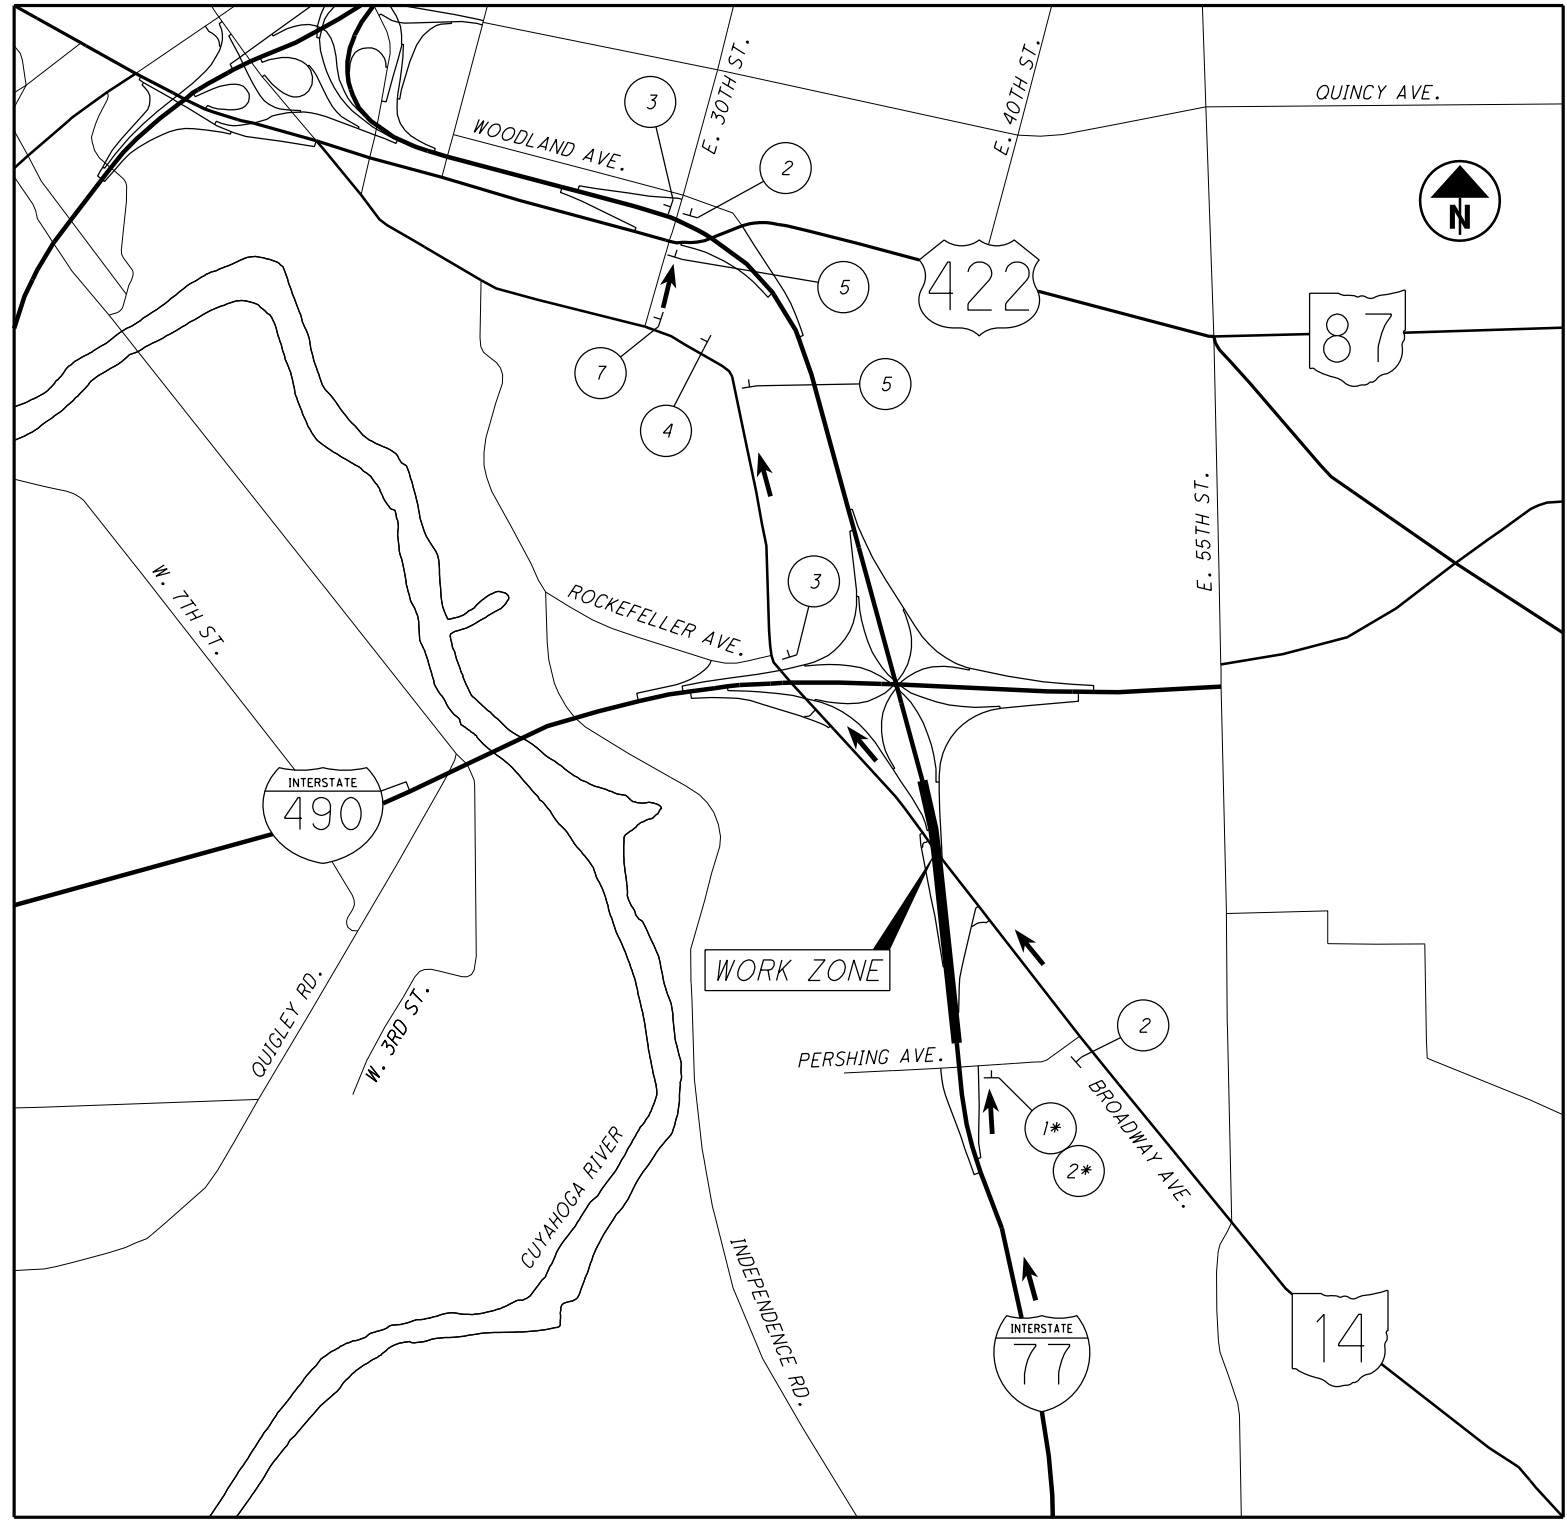 QUINCY AVE.
E. 30TH ST.
E. 40TH ST.
3
WOODLAND AVE.
2
N
5
422
87
7
5
4
E. 55TH ST.
W. 7TH ST.
ROCKEFELLER AVE.
3
INTERSTATE
490
WORK ZONE
QUIGLEY RD.
W. 3RD ST.
2
PERSHING AVE.
BROADWAY AVE.
1*
2*
CUYAHOGA RIVER
INDEPENDENCE RD.
INTERSTATE
77
14